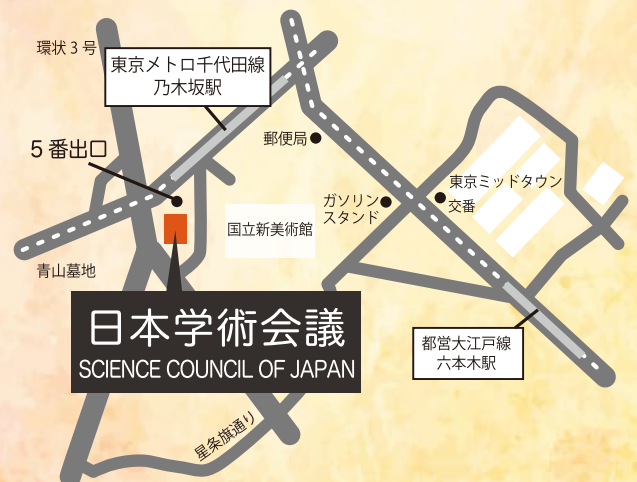 環状3号
東京メトロ千代田線
乃木坂駅
5番出口
郵便局
ガソリン
スタンド
東京ミッドタウン
交番
国立新美術館
青山墓地
日本学術会議
SCIENCE COUNCIL OF JAPAN
都営大江戸線
六本木駅
星条旗通り